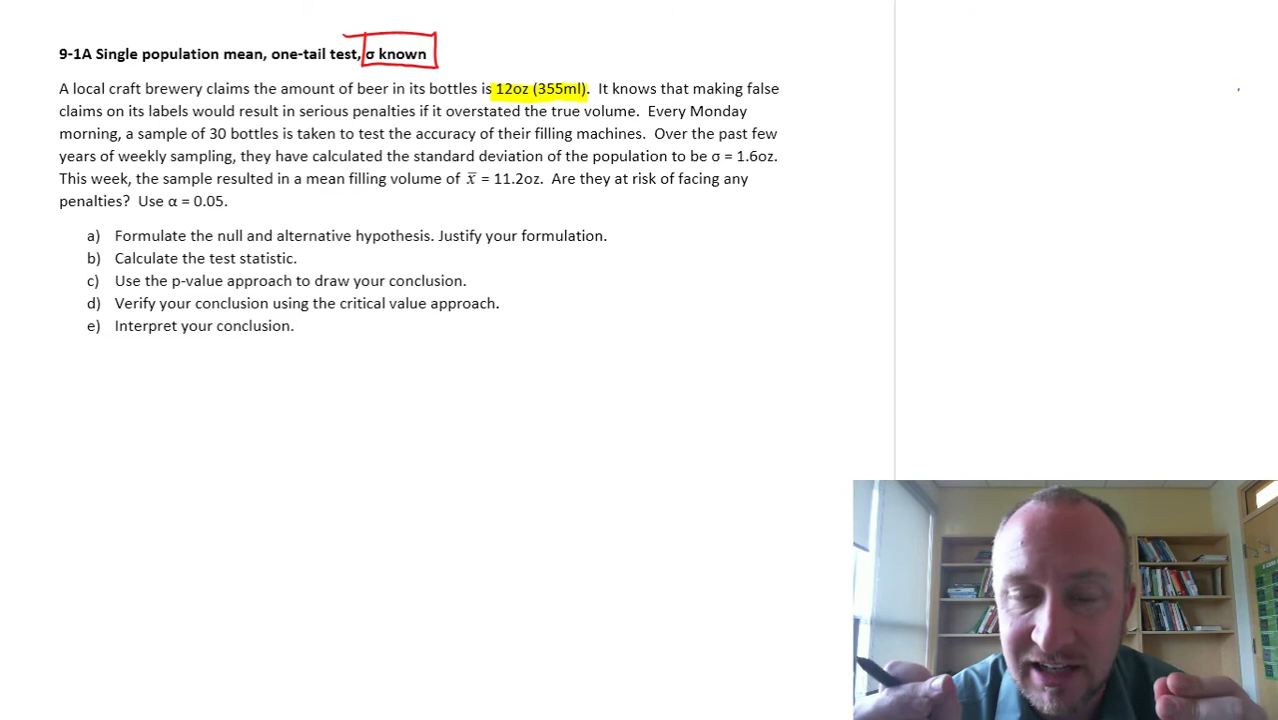 9-1A Single population mean, one-tail test, σ known
A local craft brewery claims the amount of beer in its bottles is 12oz (355ml). It knows that making false
claims on its labels would result in serious penalties if it overstated the true volume. Every Monday
morning, a sample of 30 bottles is taken to test the accuracy of their filling machines. Over the past few
years of weekly sampling, they have calculated the standard deviation of the population to be σ = 1.6oz.
This week, the sample resulted in a mean filling volume of x̅ = 11.2oz. Are they at risk of facing any
penalties? Use α = 0.05.
a) Formulate the null and alternative hypothesis. Justify your formulation.
b) Calculate the test statistic.
c) Use the p-value approach to draw your conclusion.
d) Verify your conclusion using the critical value approach.
e) Interpret your conclusion.